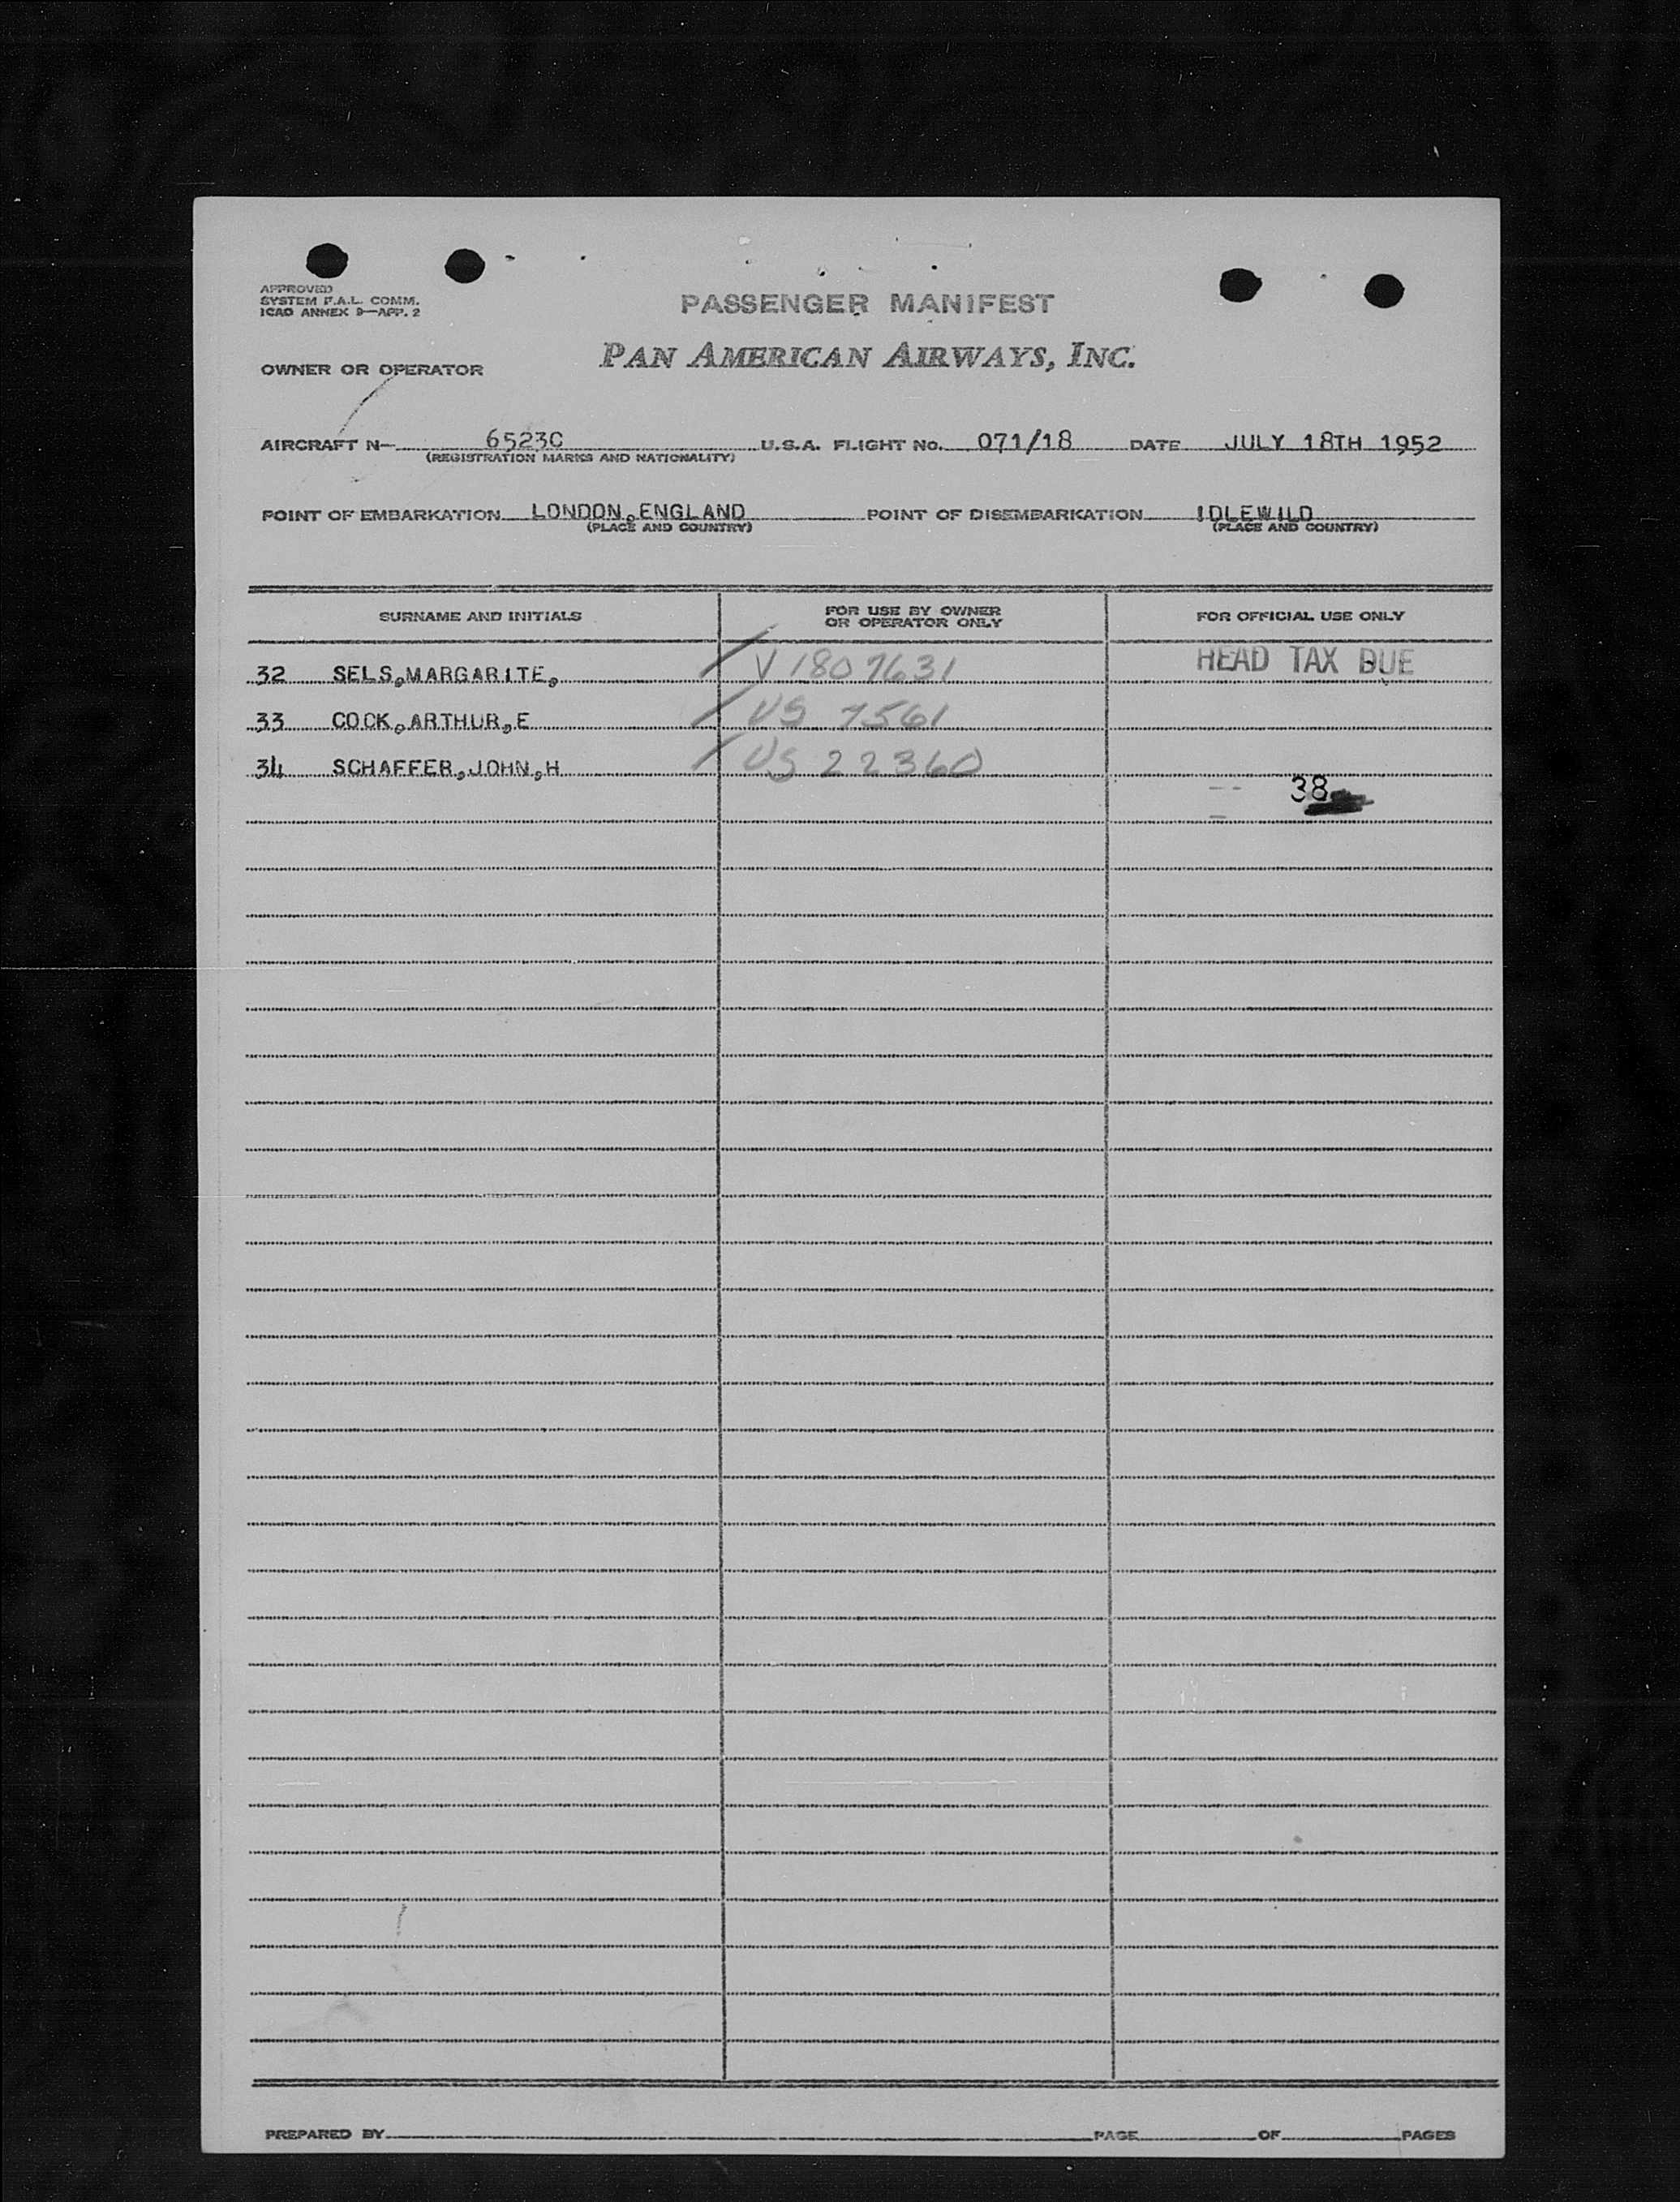 APPROVED
SYSTEM F.A.L. COMM.
ICAO ANNEX 9—APP. 2
PASSENGER MANIFEST
PAN AMERICAN AIRWAYS, INC.
OWNER OR OPERATOR
AIRCRAFT N— 6523C U.S.A. FLIGHT NO. 071/18 DATE JULY 18TH 1952
(REGISTRATION MARKS AND NATIONALITY)
POINT OF EMBARKATION LONDON,ENGLAND POINT OF DISEMBARKATION IDLEWILD
(PLACE AND COUNTRY) (PLACE AND COUNTRY)
SURNAME AND INITIALS FOR USE BY OWNER OR OPERATOR ONLY FOR OFFICIAL USE ONLY
32 SELS,MARGARITE, V 1807631 HEAD TAX DUE
33 COCK,ARTHUR,E US 7561
34 SCHAFFER,JOHN,H US 22360
38
PREPARED BY PAGE OF PAGES